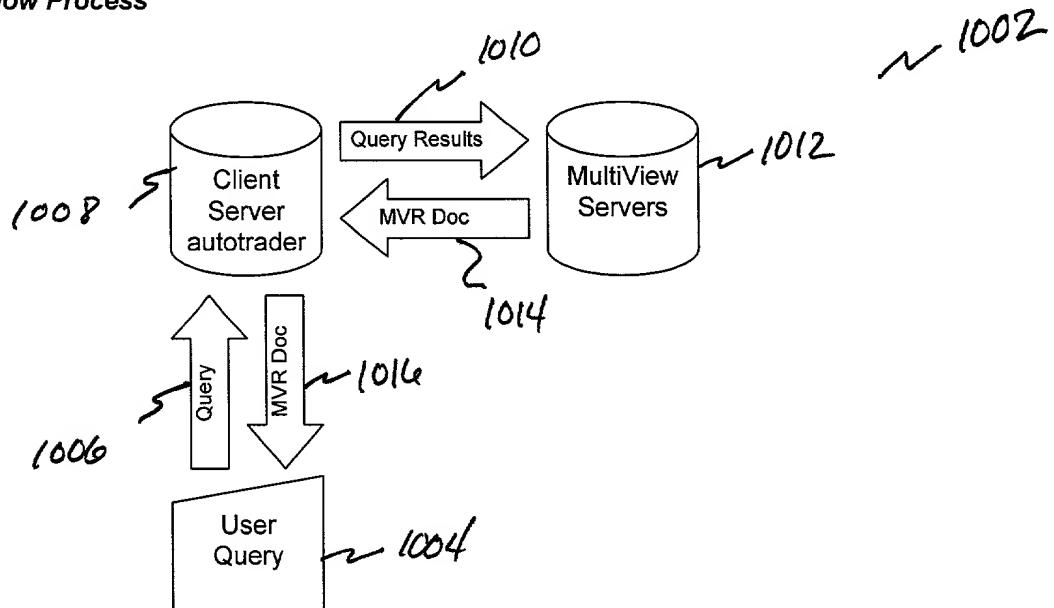 Process
1002
1010
Query Results
Client
Server
autotrader
MultiView
Servers
1012
1008
MVR Doc
1014
Query
MVR Doc
1016
1006
User
Query
1004